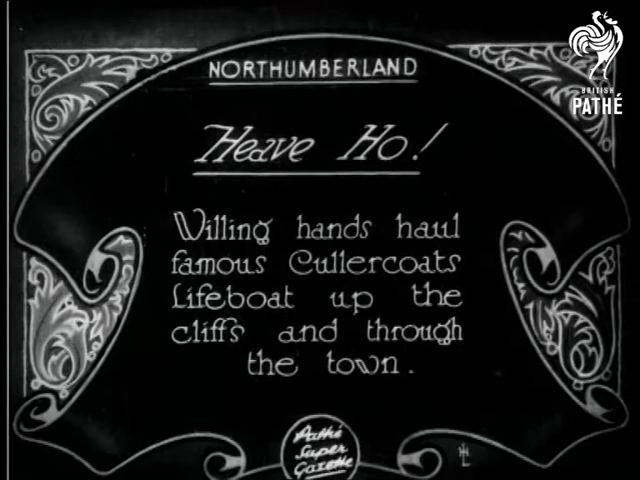 BRITISH
PATHÉ
NORTHUMBERLAND
Heave Ho!
Willing hands haul
famous Cullercoats
Lifeboat up the
cliffs and through
the town.
Pathé
Super
Gazette